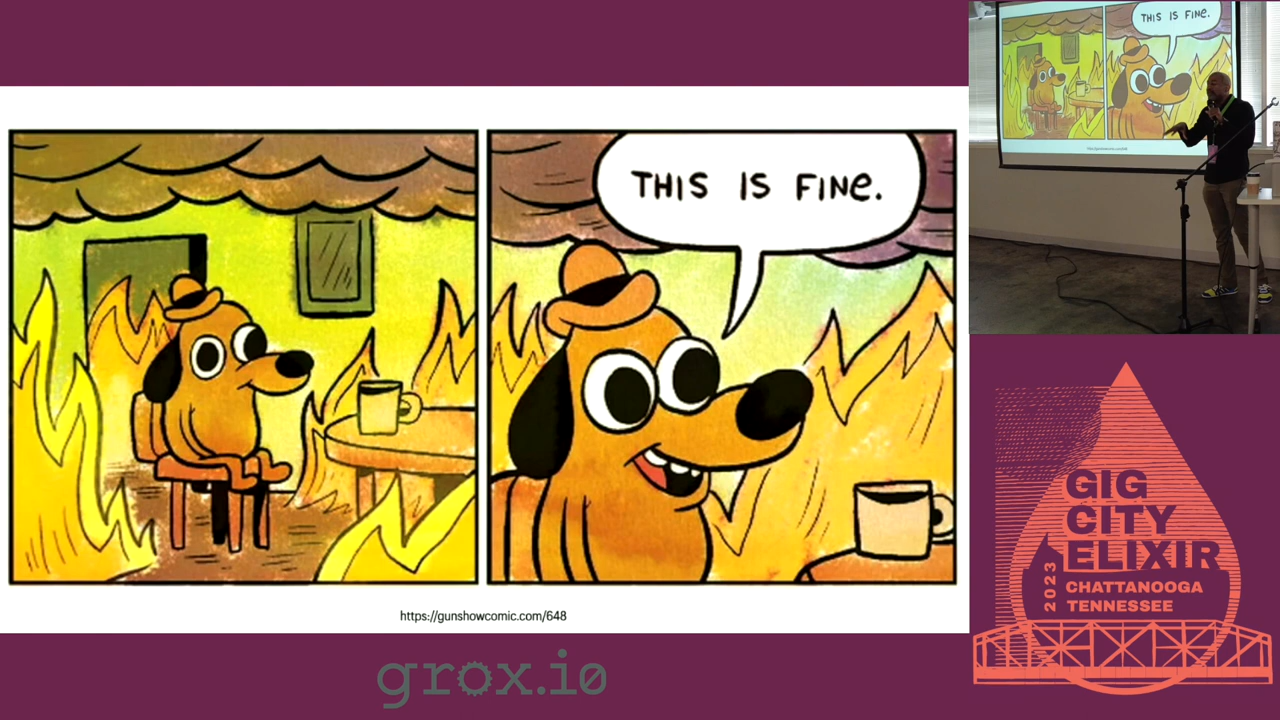 THIS IS FINE.
https://gunshowcomic.com/648
grox.io
THIS IS FINE.
GIG
CITY
ELIXIR
2023
CHATTANOOGA
TENNESSEE